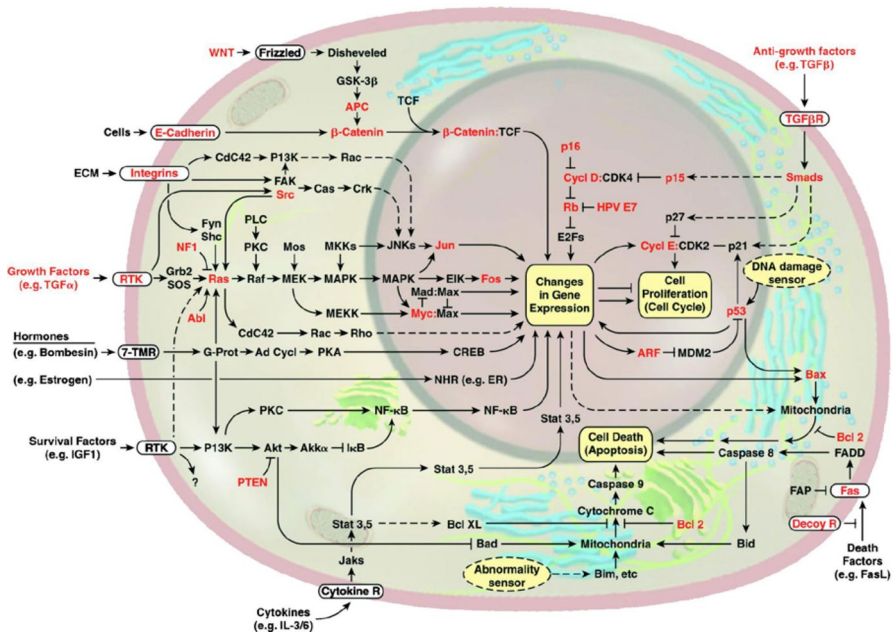 WNT
Frizzled
Disheveled
GSK-3β
APC
TCF
Cells
E-Cadherin
β-Catenin
β-Catenin:TCF
Anti-growth factors
(e.g. TGFβ)
TGFβR
ECM
Integrins
CdC42
P13K
Rac
FAK
Src
Cas
Crk
p16
Cycl D:CDK4
p15
Smads
Rb
HPV E7
E2Fs
p27
Cycl E:CDK2
p21
Fyn
Shc
PLC
PKC
NF1
Mos
MKKs
JNKs
Jun
Growth Factors
(e.g. TGFα)
RTK
Grb2
SOS
Ras
Raf
MEK
MAPK
MAPK
ElK
Fos
Mad:Max
MEKK
Myc:Max
Abl
CdC42
Rac
Rho
Changes
in Gene
Expression
Cell
Proliferation
(Cell Cycle)
DNA damage
sensor
p53
ARF
MDM2
Bax
Hormones
(e.g. Bombesin)
7-TMR
G-Prot
Ad Cycl
PKA
CREB
(e.g. Estrogen)
NHR (e.g. ER)
PKC
NF-κB
NF-κB
Stat 3,5
Mitochondria
Survival Factors
(e.g. IGF1)
RTK
P13K
Akt
Akkα
IκB
?
PTEN
Stat 3,5
Cell Death
(Apoptosis)
Bcl 2
Caspase 8
FADD
Caspase 9
FAP
Fas
Cytochrome C
Stat 3,5
Bcl XL
Bcl 2
Decoy R
Bad
Mitochondria
Bid
Death
Factors
(e.g. FasL)
Jaks
Abnormality
sensor
Bim, etc
Cytokine R
Cytokines
(e.g. IL-3/6)